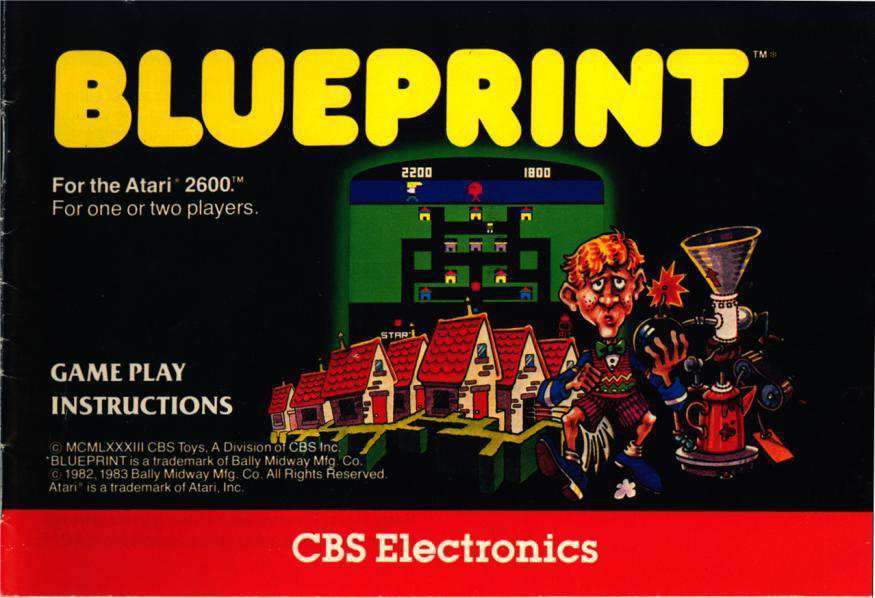 BLUEPRINT™*
For the Atari® 2600.™
For one or two players.
2200 1800
START
GAME PLAY
INSTRUCTIONS
© MCMLXXXIII CBS Toys, A Division of CBS Inc.
*BLUEPRINT is a trademark of Bally Midway Mfg. Co.
© 1982, 1983 Bally Midway Mfg. Co. All Rights Reserved.
Atari® is a trademark of Atari, Inc.
CBS Electronics